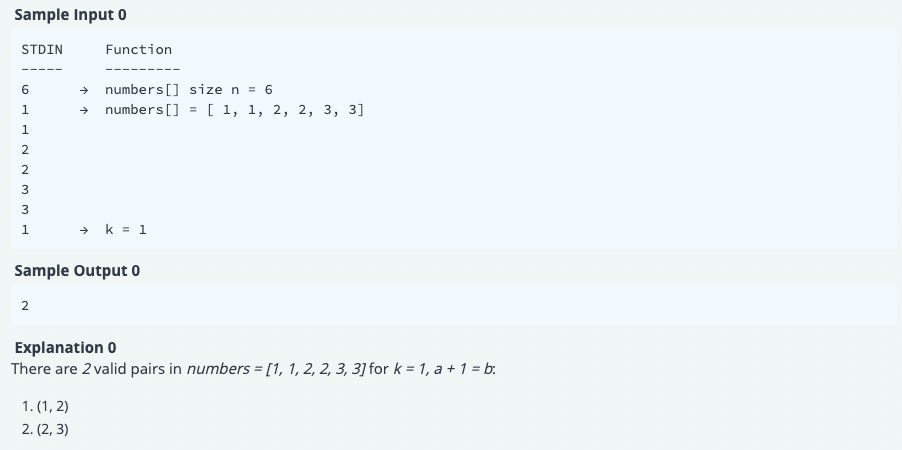 Sample Input 0
STDIN     Function
-----     ---------
6      →  numbers[] size n = 6
1      →  numbers[] = [ 1, 1, 2, 2, 3, 3]
1
2
2
3
3
1      →  k = 1
Sample Output 0
2
Explanation 0
There are 2 valid pairs in numbers = [1, 1, 2, 2, 3, 3] for k = 1, a + 1 = b:
1. (1, 2)
2. (2, 3)